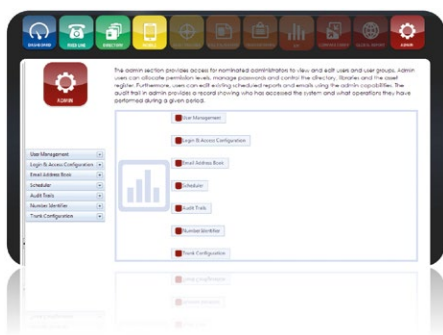 DASHBOARD
FIXED LINE
DIRECTORY
MOBILE
ADMIN
ADMIN
The admin section provides access for nominated administrators to view and edit users and user groups. Admin
users can allocate permission levels, manage passwords and control the directory, libraries and the asset
register. Furthermore, users can edit existing scheduled reports and emails using the admin capabilities. The
audit trail in admin provides a record showing who has accessed the system and what operations they have
performed during a given period.
User Management
Login & Access Configuration
Email Address Book
Scheduler
Audit Trails
Number Identifier
Trunk Configuration
User Management
Login & Access Configuration
Email Address Book
Scheduler
Audit Trails
Number Identifier
Trunk Configuration